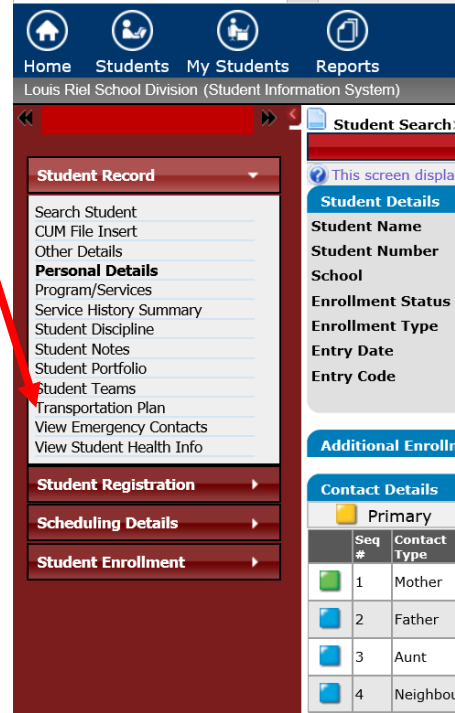 Home Students My Students Reports
Louis Riel School Division (Student Information System)
Student Search:
This screen displa
Student Record
Search Student
CUM File Insert
Other Details
Personal Details
Program/Services
Service History Summary
Student Discipline
Student Notes
Student Portfolio
Student Teams
Transportation Plan
View Emergency Contacts
View Student Health Info
Student Registration
Scheduling Details
Student Enrollment
Student Details
Student Name
Student Number
School
Enrollment Status
Enrollment Type
Entry Date
Entry Code
Additional Enrollm
Contact Details
Primary
Seq # Contact Type
1 Mother
2 Father
3 Aunt
4 Neighbou